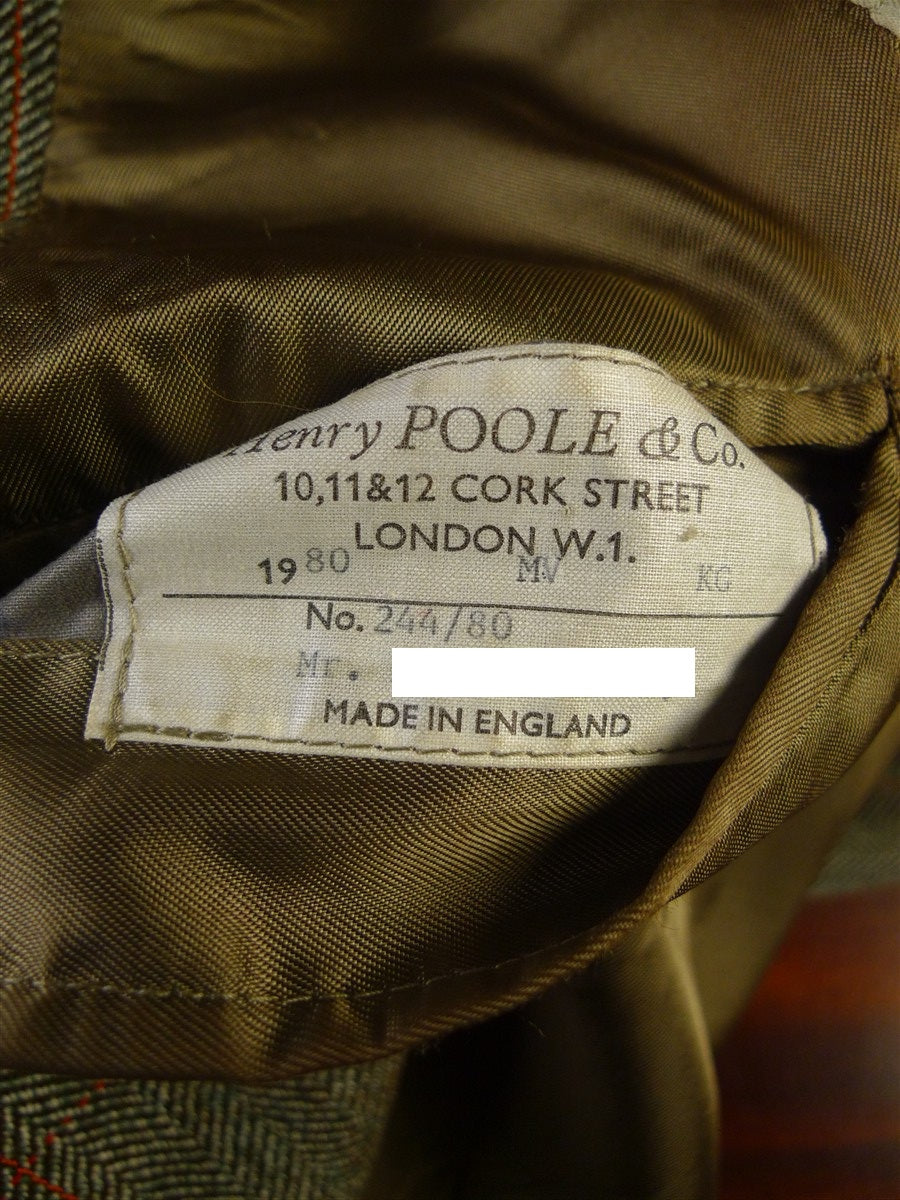 Henry POOLE & Co.
10,11&12 CORK STREET
LONDON W.1.
1980 MV KG
No. 244/80
Mr.
MADE IN ENGLAND